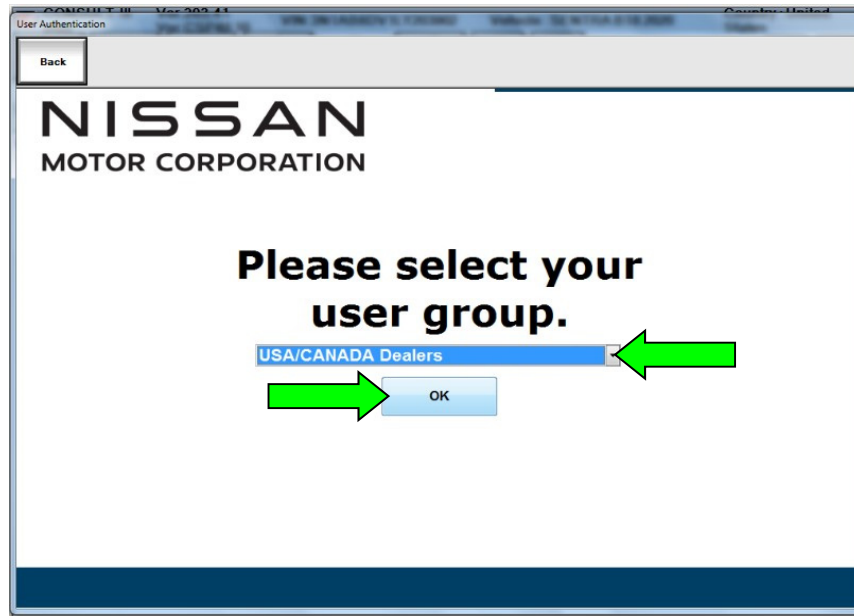 User Authentication
Back
NISSAN
MOTOR CORPORATION
Please select your
user group.
USA/CANADA Dealers
OK